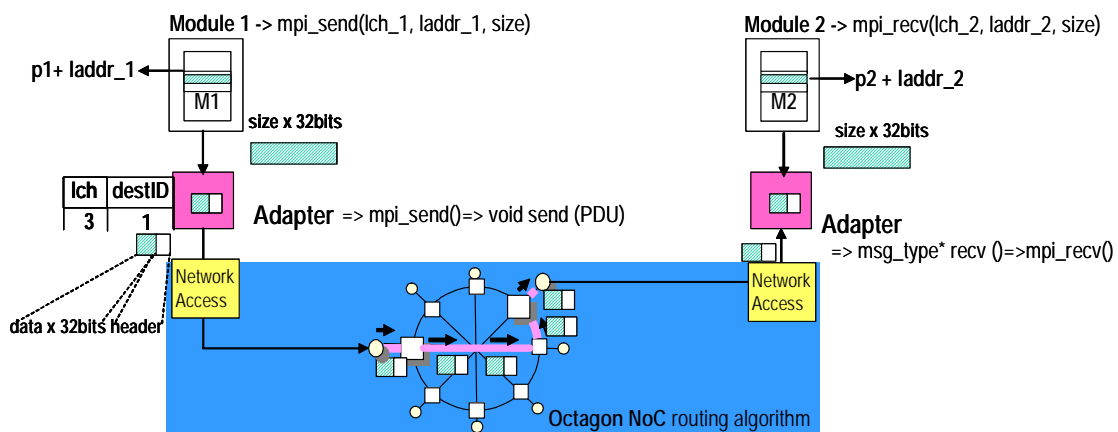 Module 1 -> mpi_send(lch_1, laddr_1, size)
Module 2 -> mpi_recv(lch_2, laddr_2, size)
p1+ laddr_1
M1
M2
p2 + laddr_2
size x 32bits
size x 32bits
lch destID
3 1
Adapter => mpi_send()=> void send (PDU)
Adapter
=> msg_type* recv ()=>mpi_recv()
Network
Access
Network
Access
data x 32bits header
Octagon NoC routing algorithm